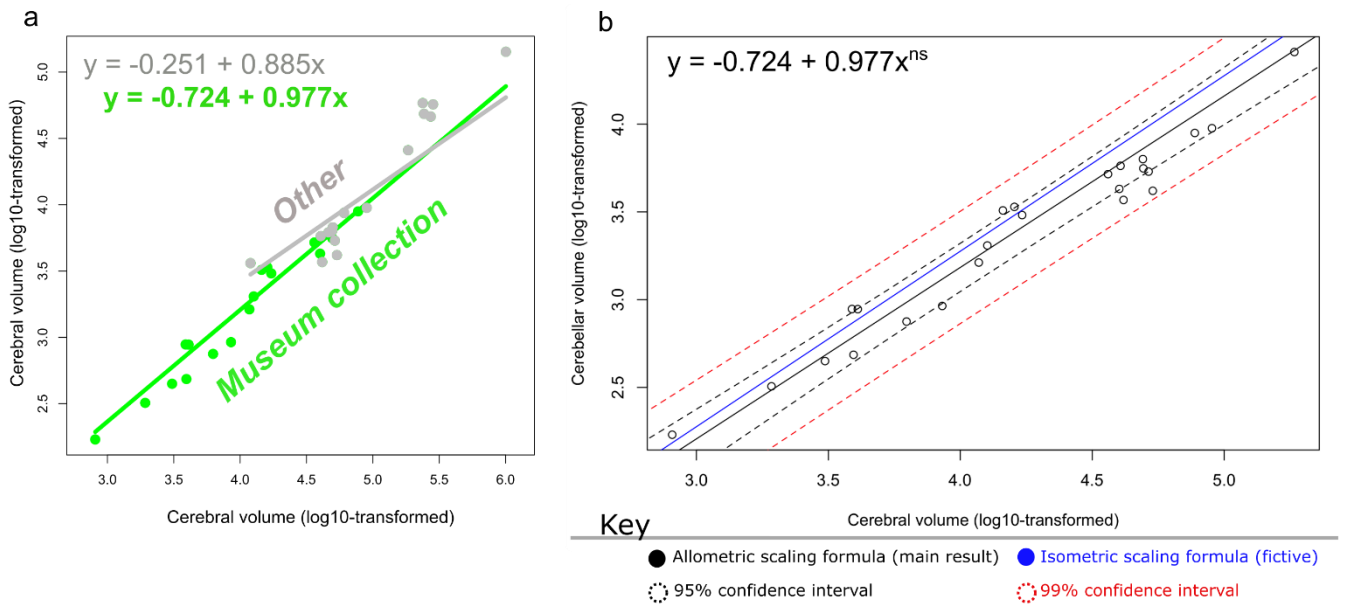 a
y = -0.251 + 0.885x
y = -0.724 + 0.977x
Other
Museum collection
Cerebral volume (log10-transformed)
5.0
4.5
4.0
3.5
3.0
2.5
3.0 3.5 4.0 4.5 5.0 5.5 6.0
Cerebral volume (log10-transformed)
b
y = -0.724 + 0.977x^ns
Cerebellar volume (log10-transformed)
4.0
3.5
3.0
2.5
3.0 3.5 4.0 4.5 5.0
Cerebral volume (log10-transformed)
Key
Allometric scaling formula (main result) Isometric scaling formula (fictive)
95% confidence interval 99% confidence interval